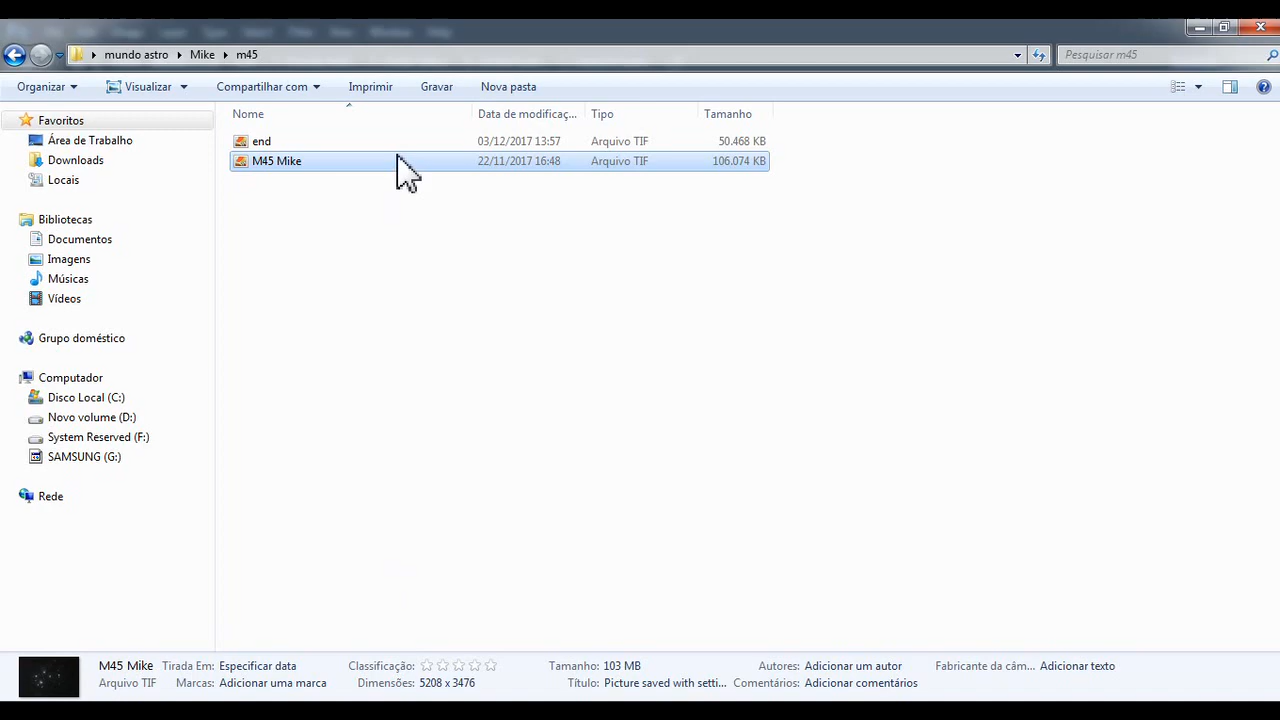 mundo astro ▸ Mike ▸ m45
Pesquisar m45
Organizar Visualizar Compartilhar com Imprimir Gravar Nova pasta
Nome Data de modificaç... Tipo Tamanho
end 03/12/2017 13:57 Arquivo TIF 50.468 KB
M45 Mike 22/11/2017 16:48 Arquivo TIF 106.074 KB
Favoritos
Área de Trabalho
Downloads
Locais
Bibliotecas
Documentos
Imagens
Músicas
Vídeos
Grupo doméstico
Computador
Disco Local (C:)
Novo volume (D:)
System Reserved (F:)
SAMSUNG (G:)
Rede
M45 Mike Tirada Em: Especificar data Classificação: Tamanho: 103 MB Autores: Adicionar um autor Fabricante da câm... Adicionar texto
Arquivo TIF Marcas: Adicionar uma marca Dimensões: 5208 x 3476 Título: Picture saved with setti... Comentários: Adicionar comentários